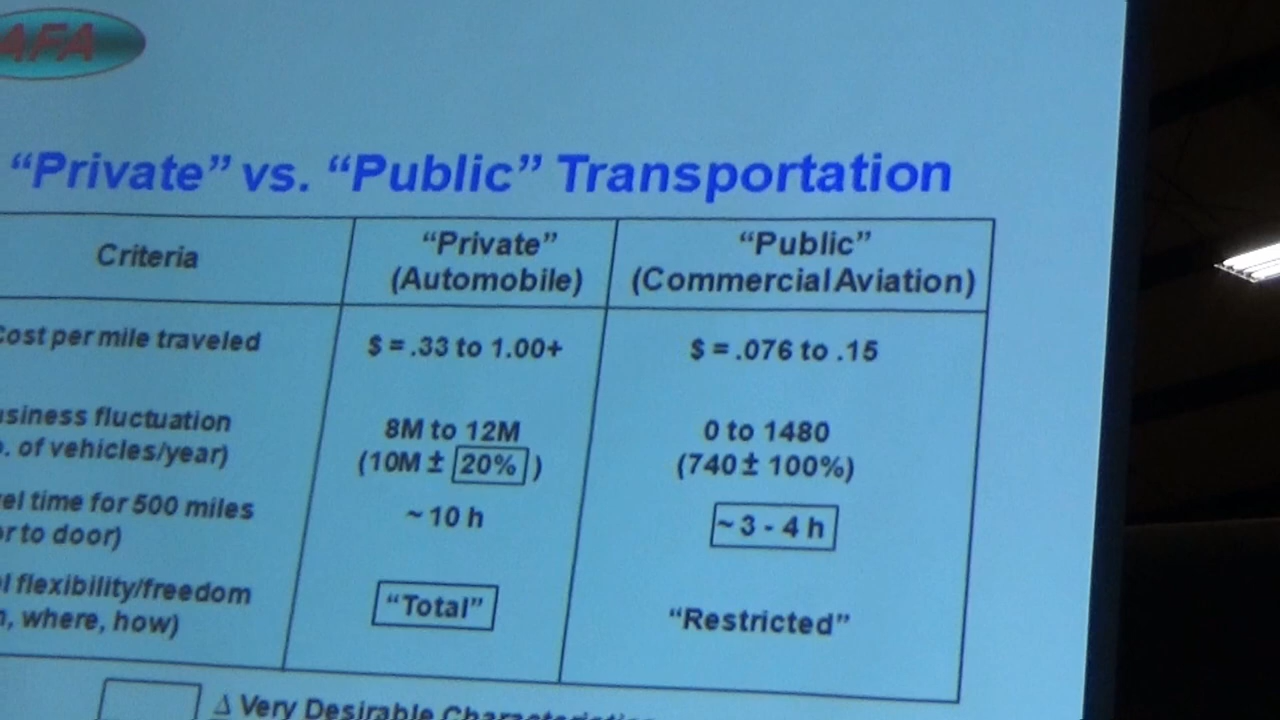 AFA
“Private” vs. “Public” Transportation
Criteria
“Private”
(Automobile)
“Public”
(Commercial Aviation)
Cost per mile traveled
$ = .33 to 1.00+
$ = .076 to .15
usiness fluctuation
. of vehicles/year)
8M to 12M
(10M ± 20% )
0 to 1480
(740 ± 100%)
el time for 500 miles
or to door)
~ 10 h
~ 3 - 4 h
l flexibility/freedom
, where, how)
“Total”
“Restricted”
Δ Very Desirable